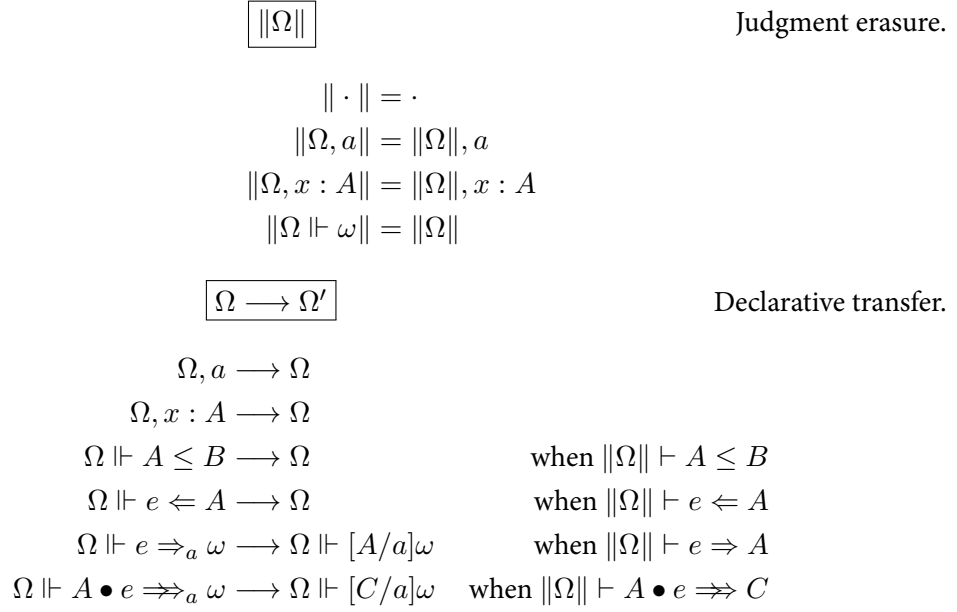 ‖Ω‖ Judgment erasure.
‖ · ‖ = ·
‖Ω, a‖ = ‖Ω‖, a
‖Ω, x : A‖ = ‖Ω‖, x : A
‖Ω ⊩ ω‖ = ‖Ω‖
Ω ⟶ Ω′ Declarative transfer.
Ω, a ⟶ Ω
Ω, x : A ⟶ Ω
Ω ⊩ A ≤ B ⟶ Ω when ‖Ω‖ ⊢ A ≤ B
Ω ⊩ e ⇐ A ⟶ Ω when ‖Ω‖ ⊢ e ⇐ A
Ω ⊩ e ⇒ₐ ω ⟶ Ω ⊩ [A/a]ω when ‖Ω‖ ⊢ e ⇒ A
Ω ⊩ A • e ⇒>ₐ ω ⟶ Ω ⊩ [C/a]ω when ‖Ω‖ ⊢ A • e ⇒> C